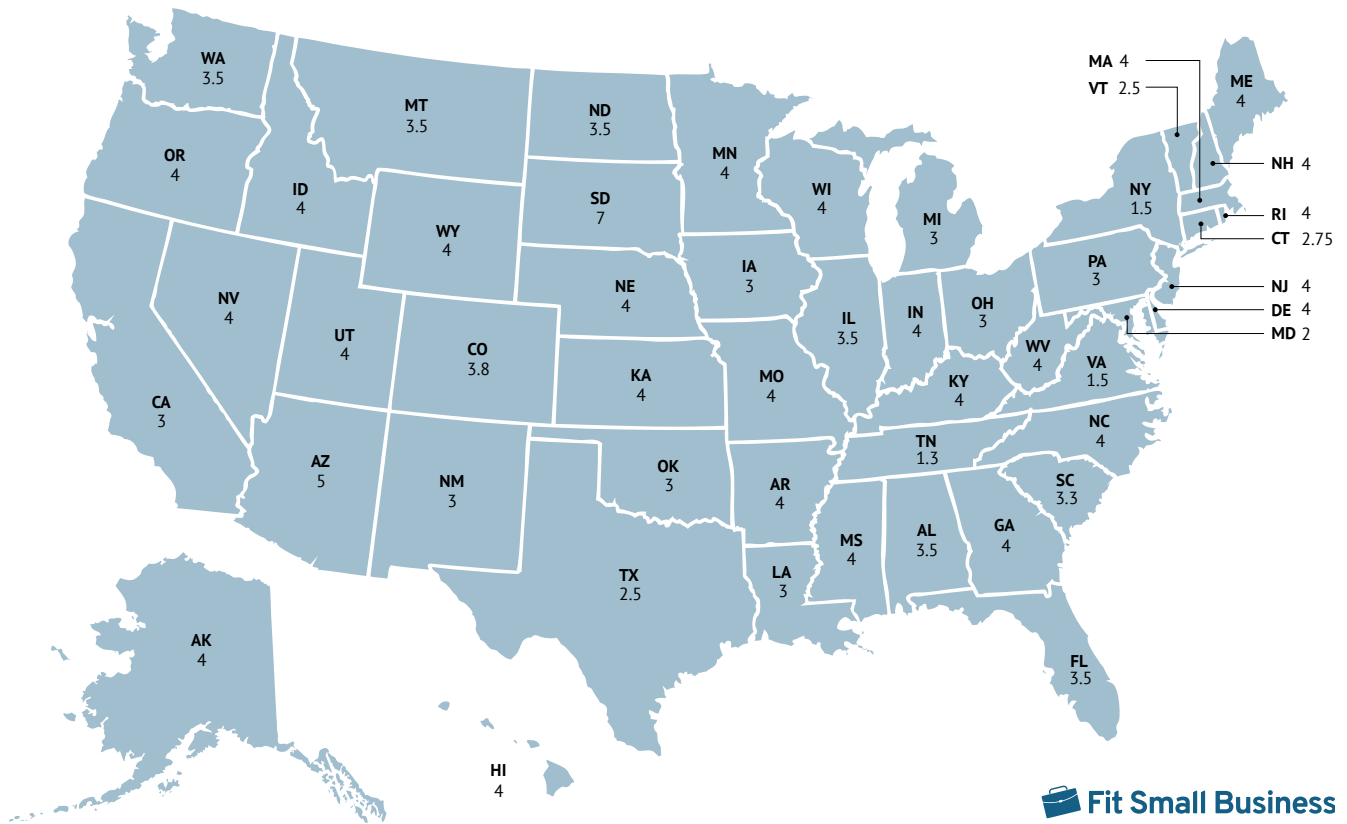 WA
3.5
MT
3.5
ND
3.5
MN
4
OR
4
ID
4
SD
7
WI
4
MI
3
WY
4
IA
3
NE
4
NV
4
UT
4
CO
3.8
IL
3.5
IN
4
OH
3
PA
3
NY
1.5
ME
4
MA 4
VT 2.5
NH 4
RI 4
CT 2.75
NJ 4
DE 4
MD 2
WV
4
VA
1.5
KY
4
CA
3
KA
4
MO
4
NC
4
TN
1.3
AZ
5
NM
3
OK
3
AR
4
SC
3.3
MS
4
AL
3.5
GA
4
TX
2.5
LA
3
AK
4
FL
3.5
HI
4
Fit Small Business